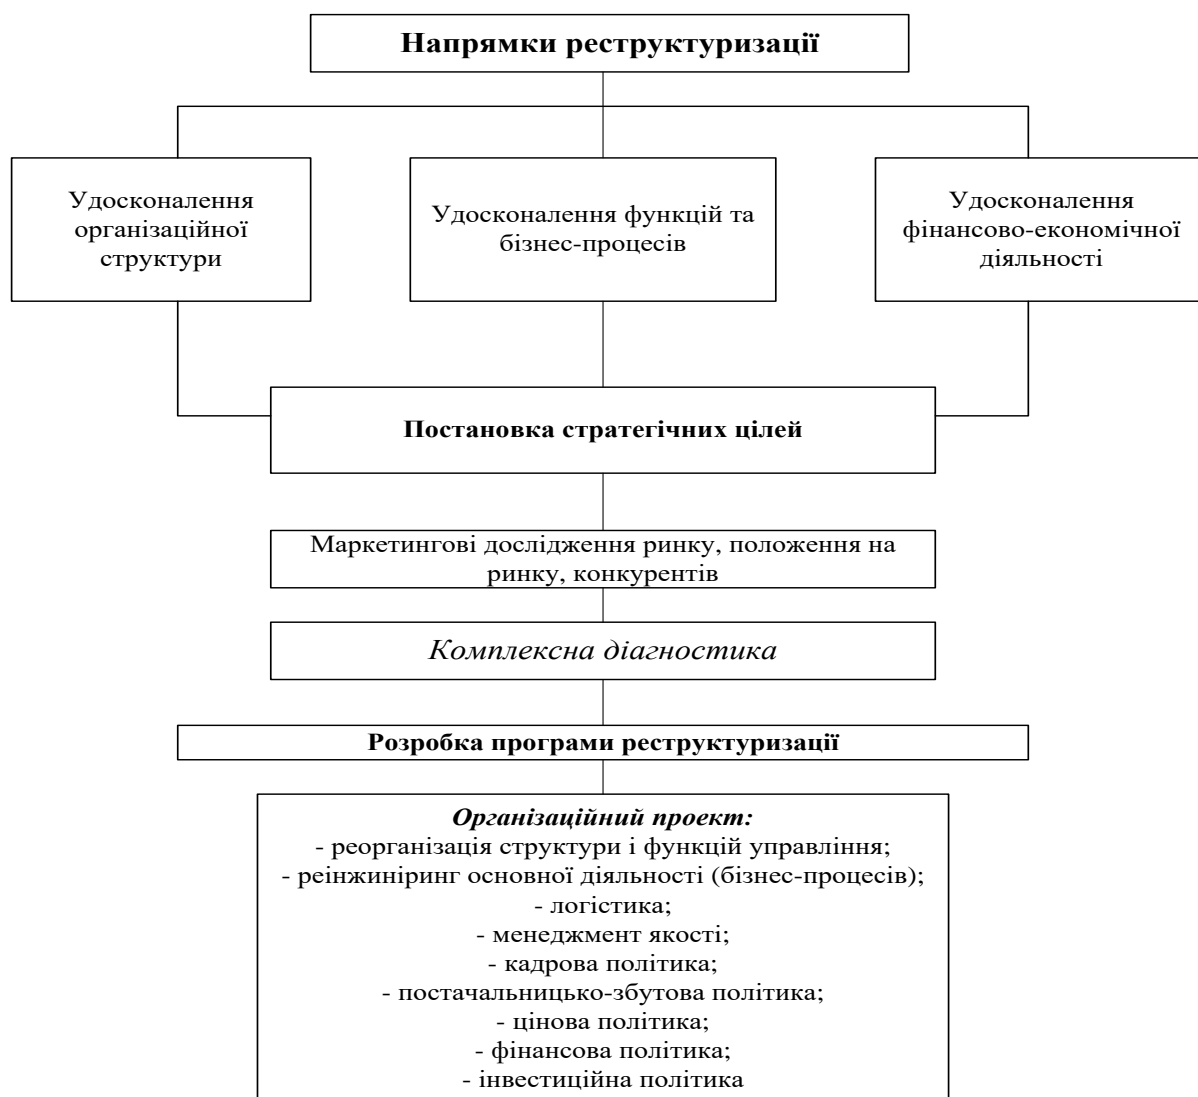 Напрямки реструктуризації
Удосконалення
організаційної
структури
Удосконалення функцій та
бізнес-процесів
Удосконалення
фінансово-економічної
діяльності
Постановка стратегічних цілей
Маркетингові дослідження ринку, положення на
ринку, конкурентів
Комплексна діагностика
Розробка програми реструктуризації
Організаційний проект:
- реорганізація структури і функцій управління;
- реінжиніринг основної діяльності (бізнес-процесів);
- логістика;
- менеджмент якості;
- кадрова політика;
- постачальницько-збутова політика;
- цінова політика;
- фінансова політика;
- інвестиційна політика